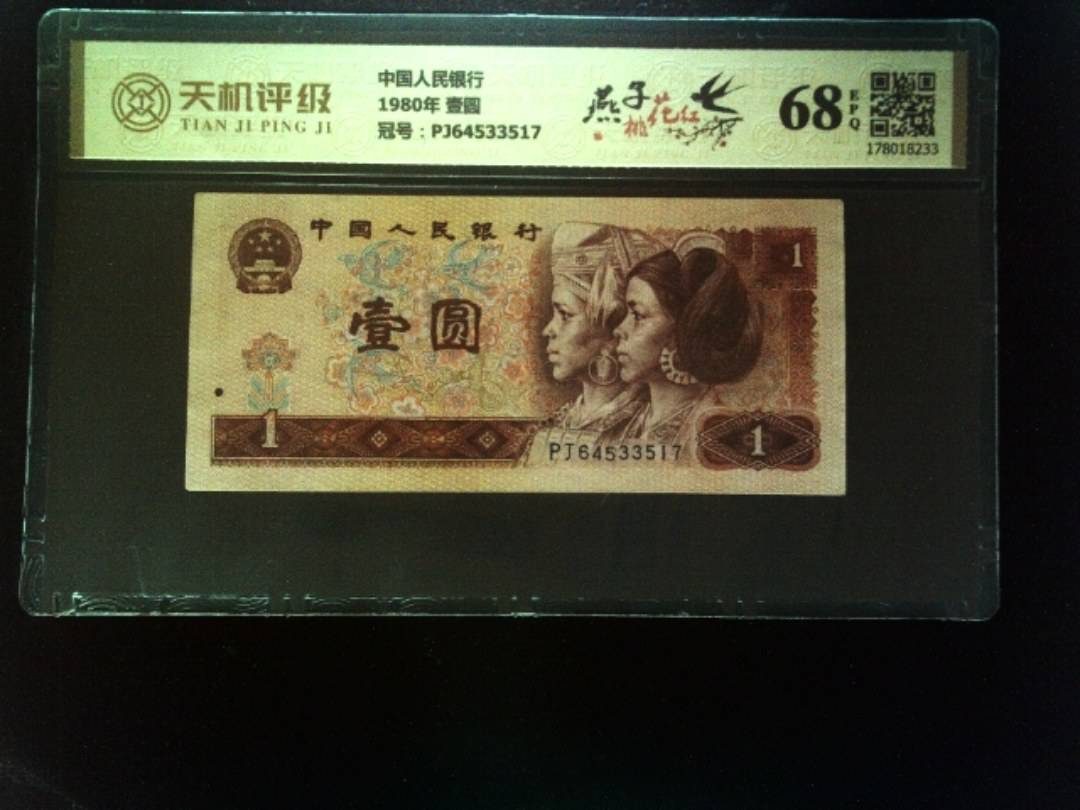 天机评级
TIAN JI PING JI
中国人民银行
1980年 壹圆
冠号：PJ64533517
燕子
桃花红
68
EPQ
178018233
中国人民银行
1
壹圆
1
PJ64533517
1